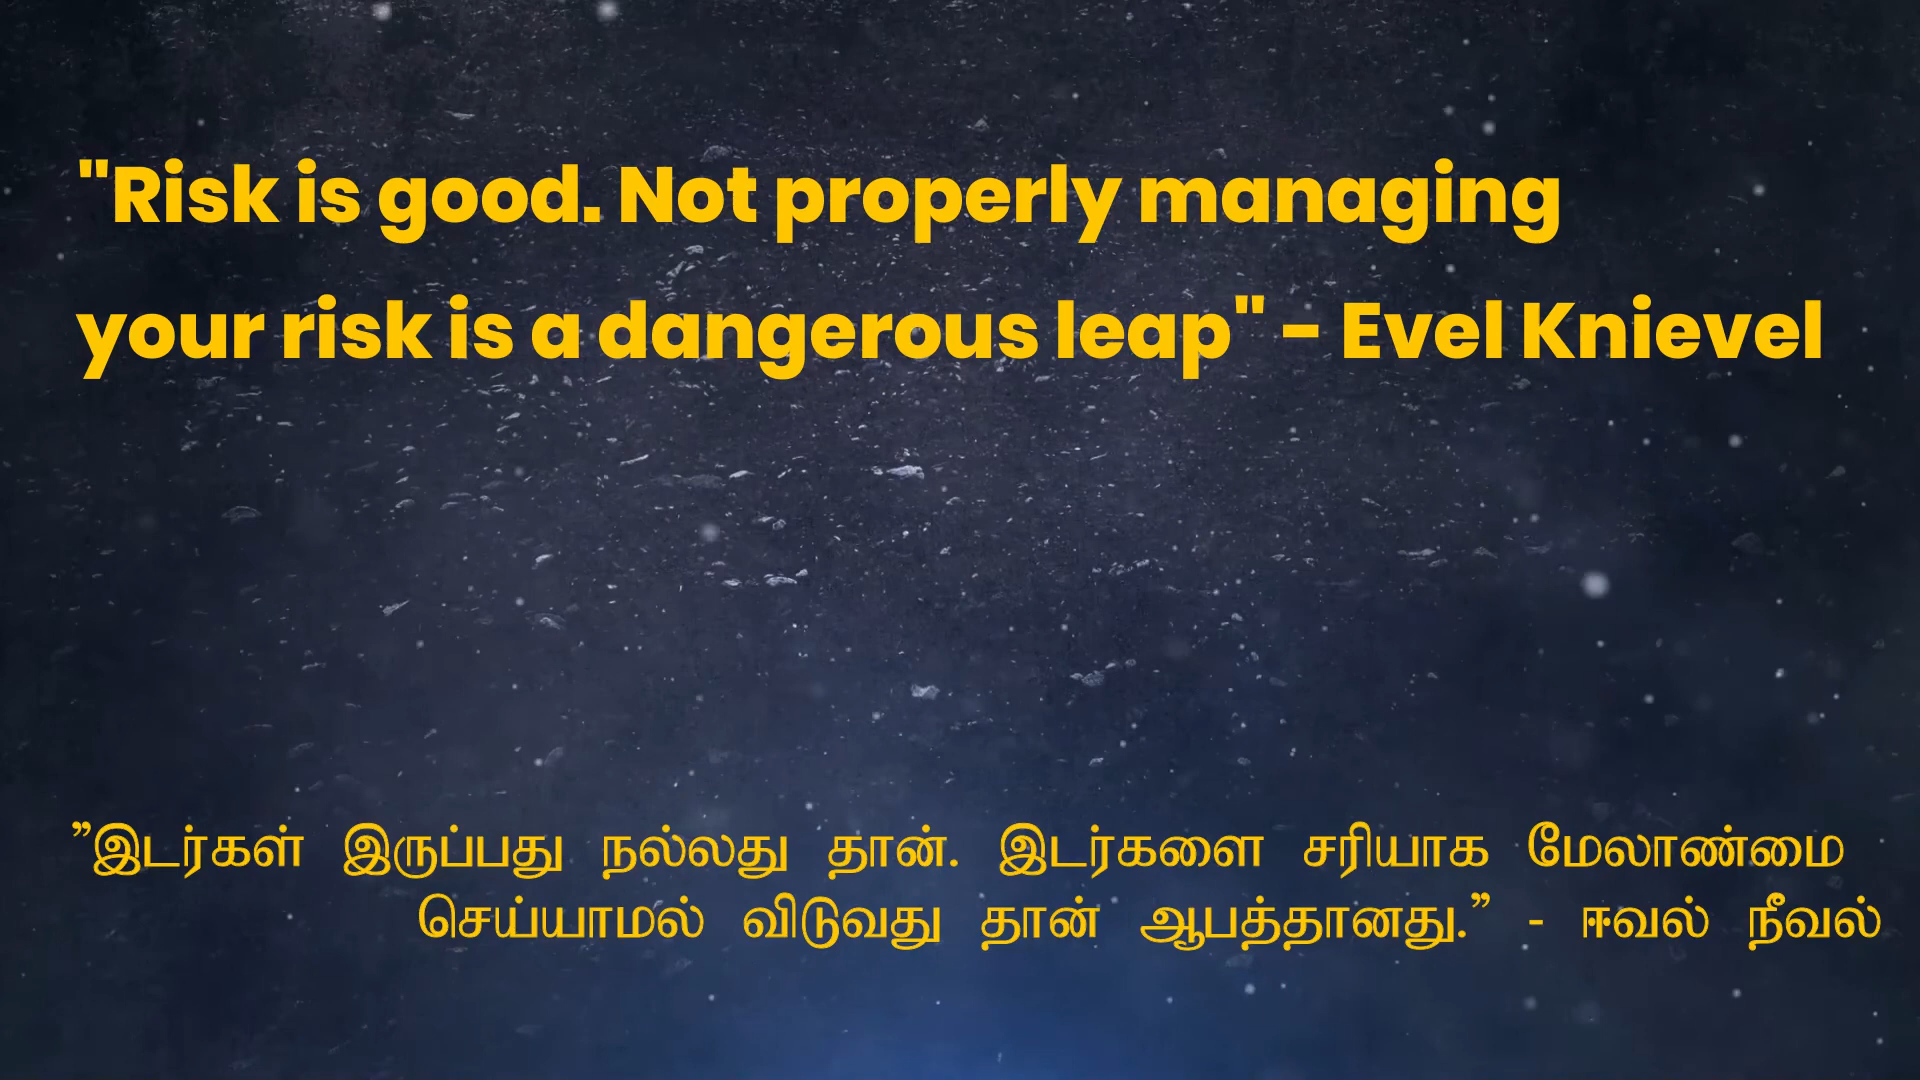 "Risk is good. Not properly managing
your risk is a dangerous leap" - Evel Knievel
”இடர்கள் இருப்பது நல்லது தான். இடர்களை சரியாக மேலாண்மை
செய்யாமல் விடுவது தான் ஆபத்தானது.” - ஈவல் நீவல்